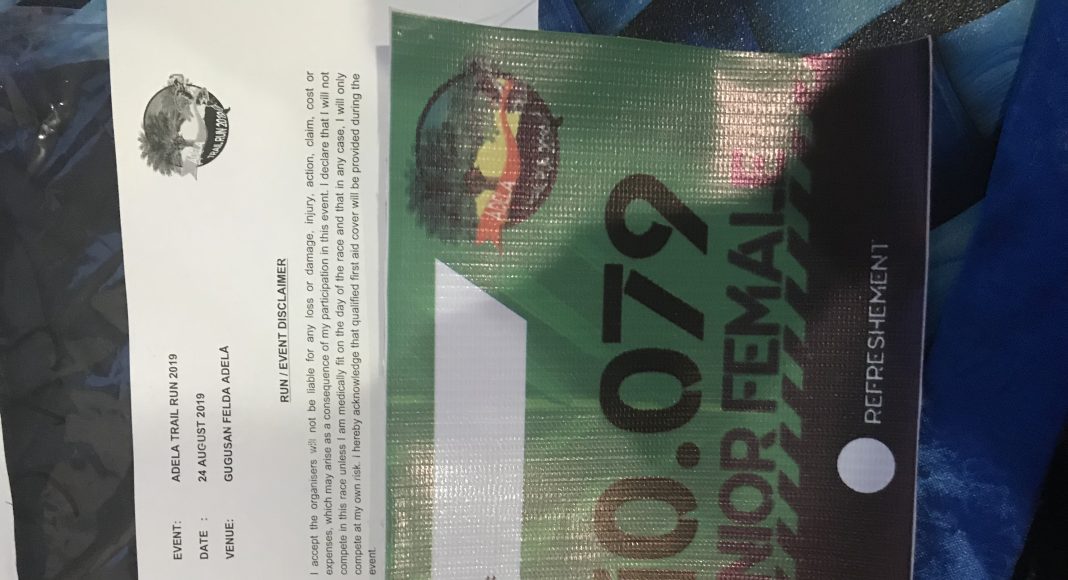 TRAIL RUN 2019
EVENT: ADELA TRAIL RUN 2019
DATE : 24 AUGUST 2019
VENUE: GUGUSAN FELDA ADELA
RUN / EVENT DISCLAIMER
I accept the organisers will not be liable for any loss or damage, injury, action, claim, cost or
expenses, which may arise as a consequence of my participation in this event. I declare that I will not
compete in this race unless I am medically fit on the day of the race and that in any case, I will only
compete at my own risk. I hereby acknowledge that qualified first aid cover will be provided during the
event.
ADELA
0.079
NIOR FEMAL
REFRESHEMENT